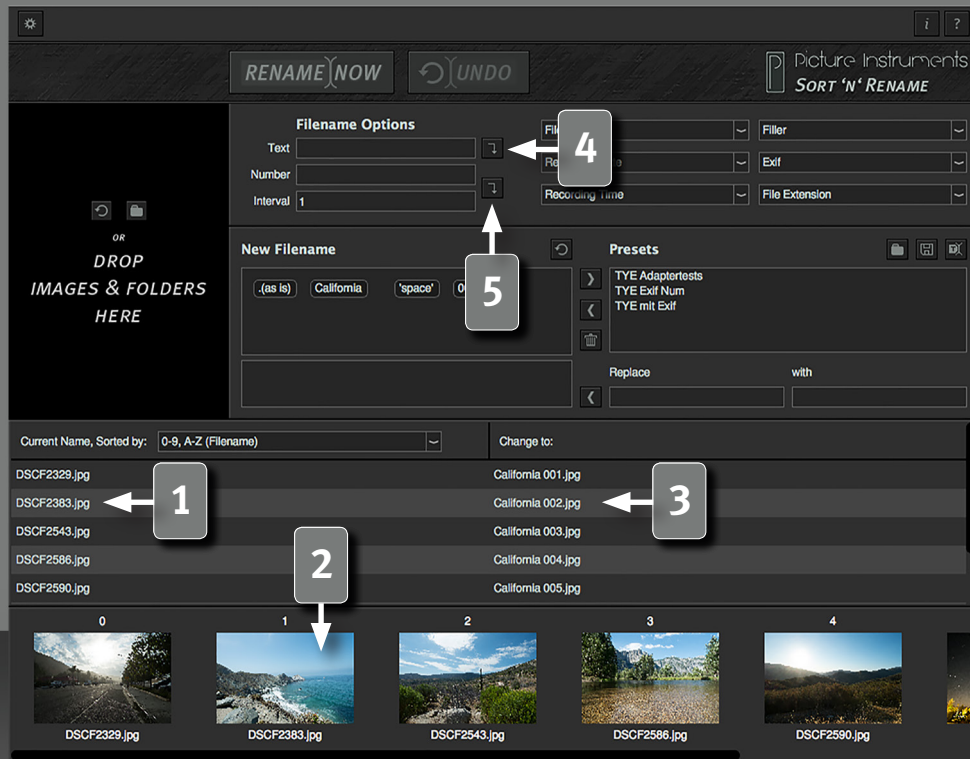 i ?
RENAME NOW UNDO
Picture Instruments
SORT 'N' RENAME
Filename Options
Text
Number
Interval 1
4
Filler
Exif
Recording Time File Extension
OR
DROP
IMAGES & FOLDERS
HERE
New Filename
.(as is) California 'space'
5
Presets
TYE Adaptertests
TYE Exif Num
TYE mIt Exif
Replace with
Current Name, Sorted by: 0-9, A-Z (Filename) Change to:
DSCF2329.jpg California 001.jpg
DSCF2383.jpg 1 California 002.jpg 3
DSCF2543.jpg California 003.jpg
DSCF2586.jpg California 004.jpg
DSCF2590.jpg California 005.jpg
2
0 1 2 3 4
DSCF2329.jpg DSCF2383.jpg DSCF2543.jpg DSCF2586.jpg DSCF2590.jpg